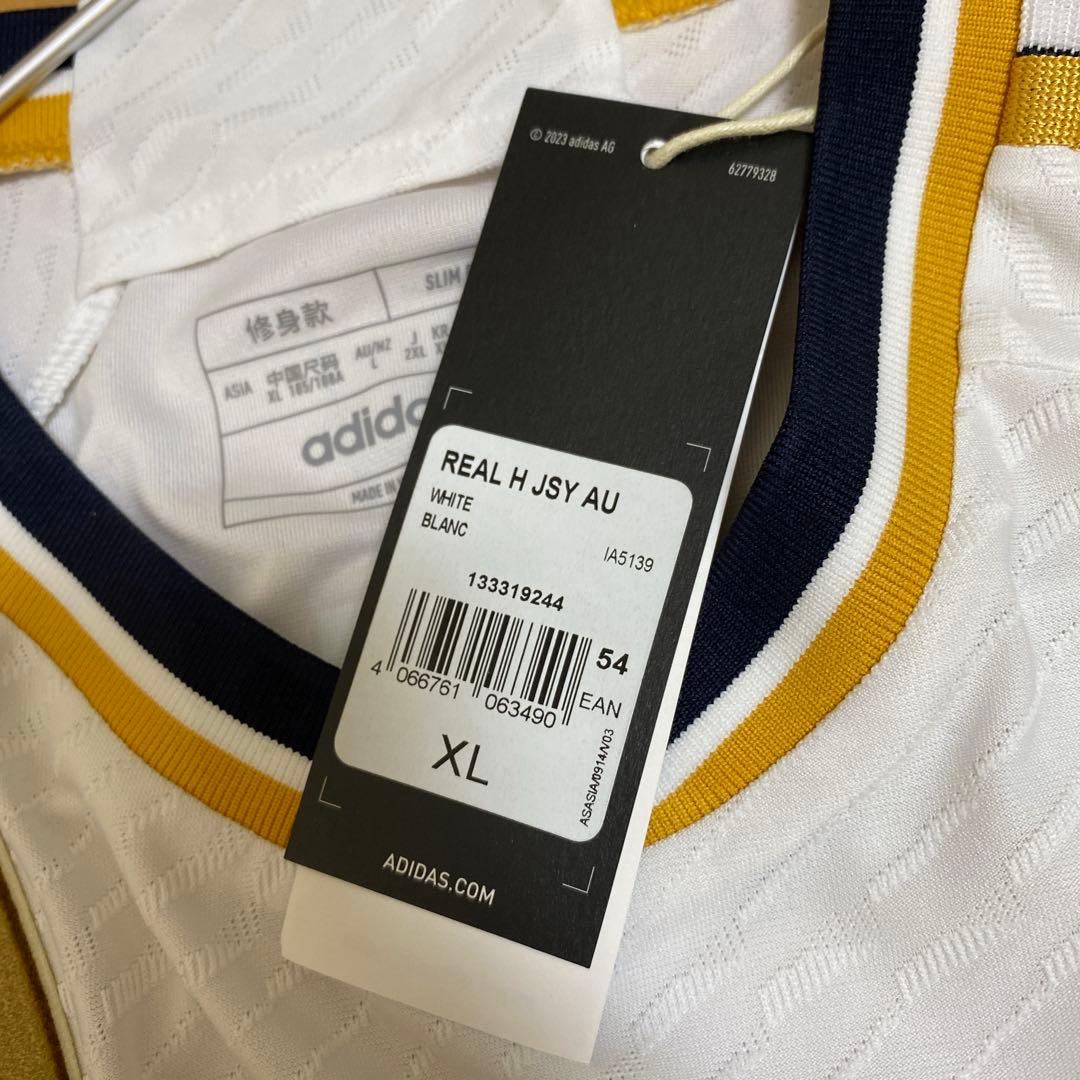 © 2023 adidas AG
62779328
修身款
SLIM
ASIA
中国尺码
XL 185/108A
AU/NZ
L
J
2XL
KR
adida
MADE IN
REAL H JSY AU
WHITE
BLANC
IA5139
133319244
54
4 066761 063490
EAN
XL
ASASIA/0914/V03
ADIDAS.COM